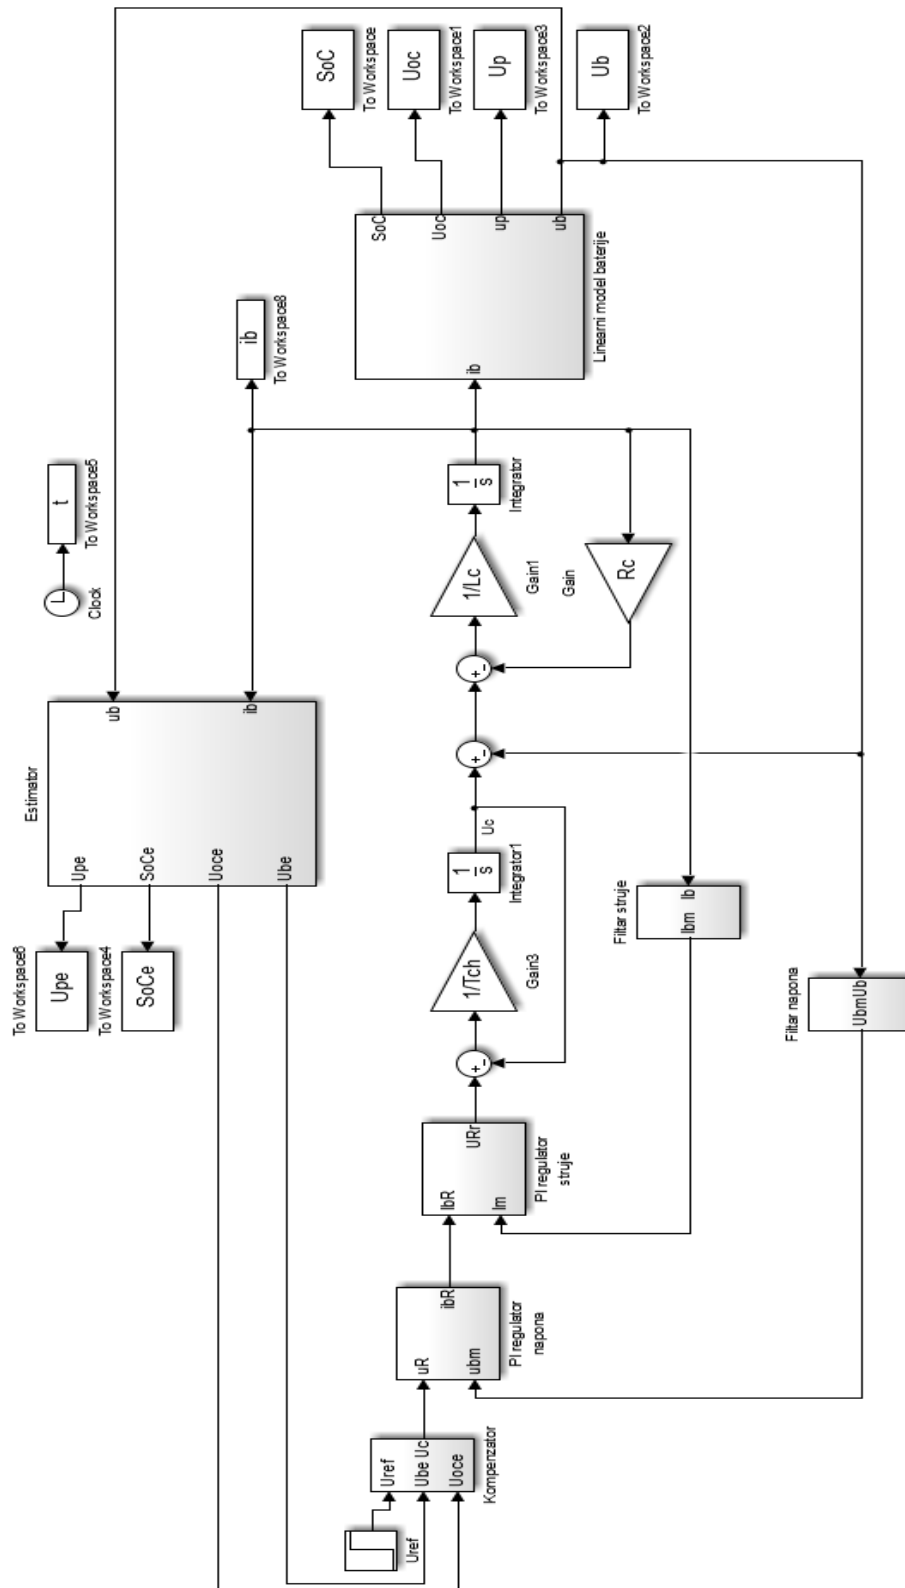 Uref
Uref
Ube Uc
Uoce
Kompenzator
uR
ibR
ubm
PI regulator
napona
IbR
URr
Im
PI regulator
struje
+
-
1/Tch
Gain3
1
s
Integrator1
Uc
+
-
+
-
1/Lc
Gain1
Gain
Rc
1
s
Integrator
ib
SoC
Uoc
up
ub
Linearni model baterije
SoC
To Workspace
Uoc
To Workspace1
Up
To Workspace3
Ub
To Workspace2
ib
To Workspace8
t
To Workspace5
Clock
Estimator
Upe
SoCe
Uoce
Ube
ub
ib
To Workspace6
Upe
To Workspace4
SoCe
Filtar struje
Ibm Ib
Filtar napona
UbmUb